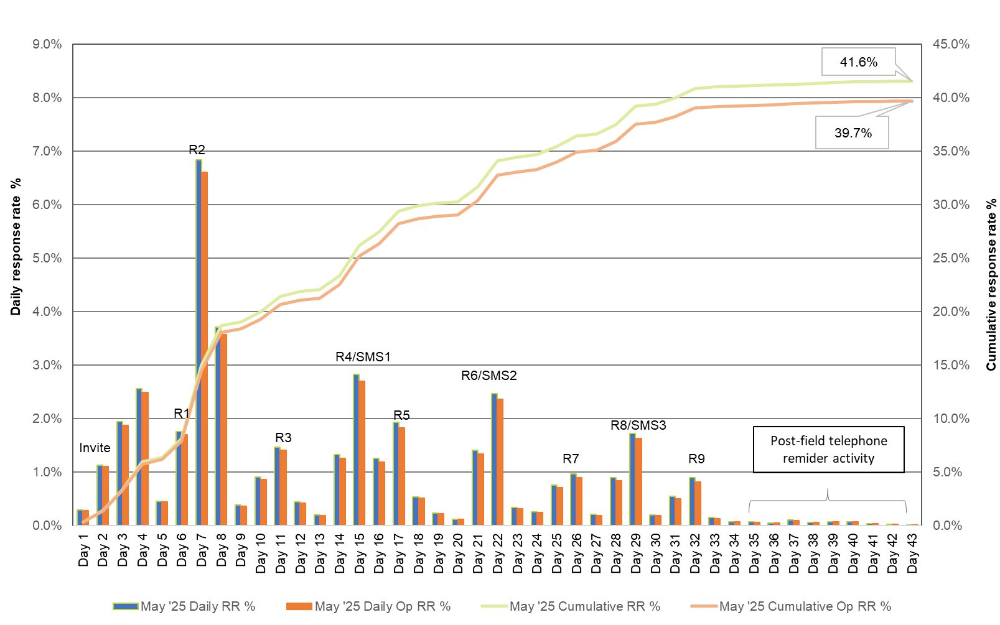 9.0%
8.0%
7.0%
6.0%
5.0%
4.0%
3.0%
2.0%
1.0%
0.0%
Daily response rate %
45.0%
40.0%
35.0%
30.0%
25.0%
20.0%
15.0%
10.0%
5.0%
0.0%
Cumulative response rate %
41.6%
39.7%
Invite
R1
R2
R3
R4/SMS1
R5
R6/SMS2
R7
R8/SMS3
R9
Post-field telephone
remider activity
Day 1
Day 2
Day 3
Day 4
Day 5
Day 6
Day 7
Day 8
Day 9
Day 10
Day 11
Day 12
Day 13
Day 14
Day 15
Day 16
Day 17
Day 18
Day 19
Day 20
Day 21
Day 22
Day 23
Day 24
Day 25
Day 26
Day 27
Day 28
Day 29
Day 30
Day 31
Day 32
Day 33
Day 34
Day 35
Day 36
Day 37
Day 38
Day 39
Day 40
Day 41
Day 42
Day 43
May '25 Daily RR %
May '25 Daily Op RR %
May '25 Cumulative RR %
May '25 Cumulative Op RR %